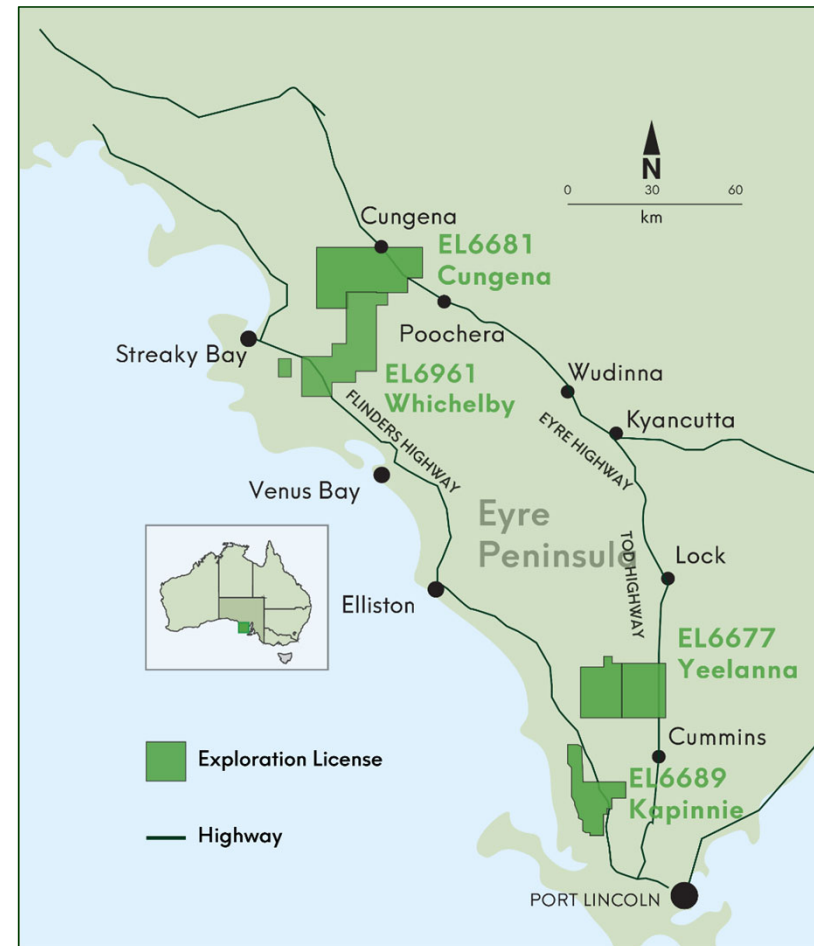 N
0 30 60
km
Cungena
EL6681
Cungena
Poochera
Streaky Bay
EL6961
Whichelby
Wudinna
Kyancutta
FLINDERS HIGHWAY
EYRE HIGHWAY
Venus Bay
Eyre
Peninsula
TOD HIGHWAY
Lock
Elliston
EL6677
Yeelanna
Exploration License
Cummins
EL6689
Kapinnie
Highway
PORT LINCOLN